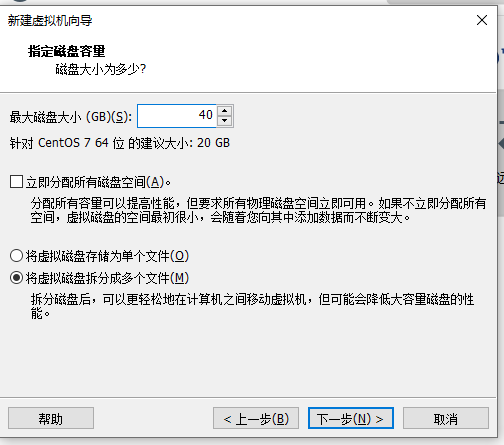 新建虚拟机向导
指定磁盘容量
磁盘大小为多少?
最大磁盘大小 (GB)(S): 40
针对 CentOS 7 64 位 的建议大小: 20 GB
立即分配所有磁盘空间(A)。
分配所有容量可以提高性能，但要求所有物理磁盘空间立即可用。如果不立即分配所有
空间，虚拟磁盘的空间最初很小，会随着您向其中添加数据而不断变大。
将虚拟磁盘存储为单个文件(O)
将虚拟磁盘拆分成多个文件(M)
拆分磁盘后，可以更轻松地在计算机之间移动虚拟机，但可能会降低大容量磁盘的性
能。
帮助 < 上一步(B) 下一步(N) > 取消